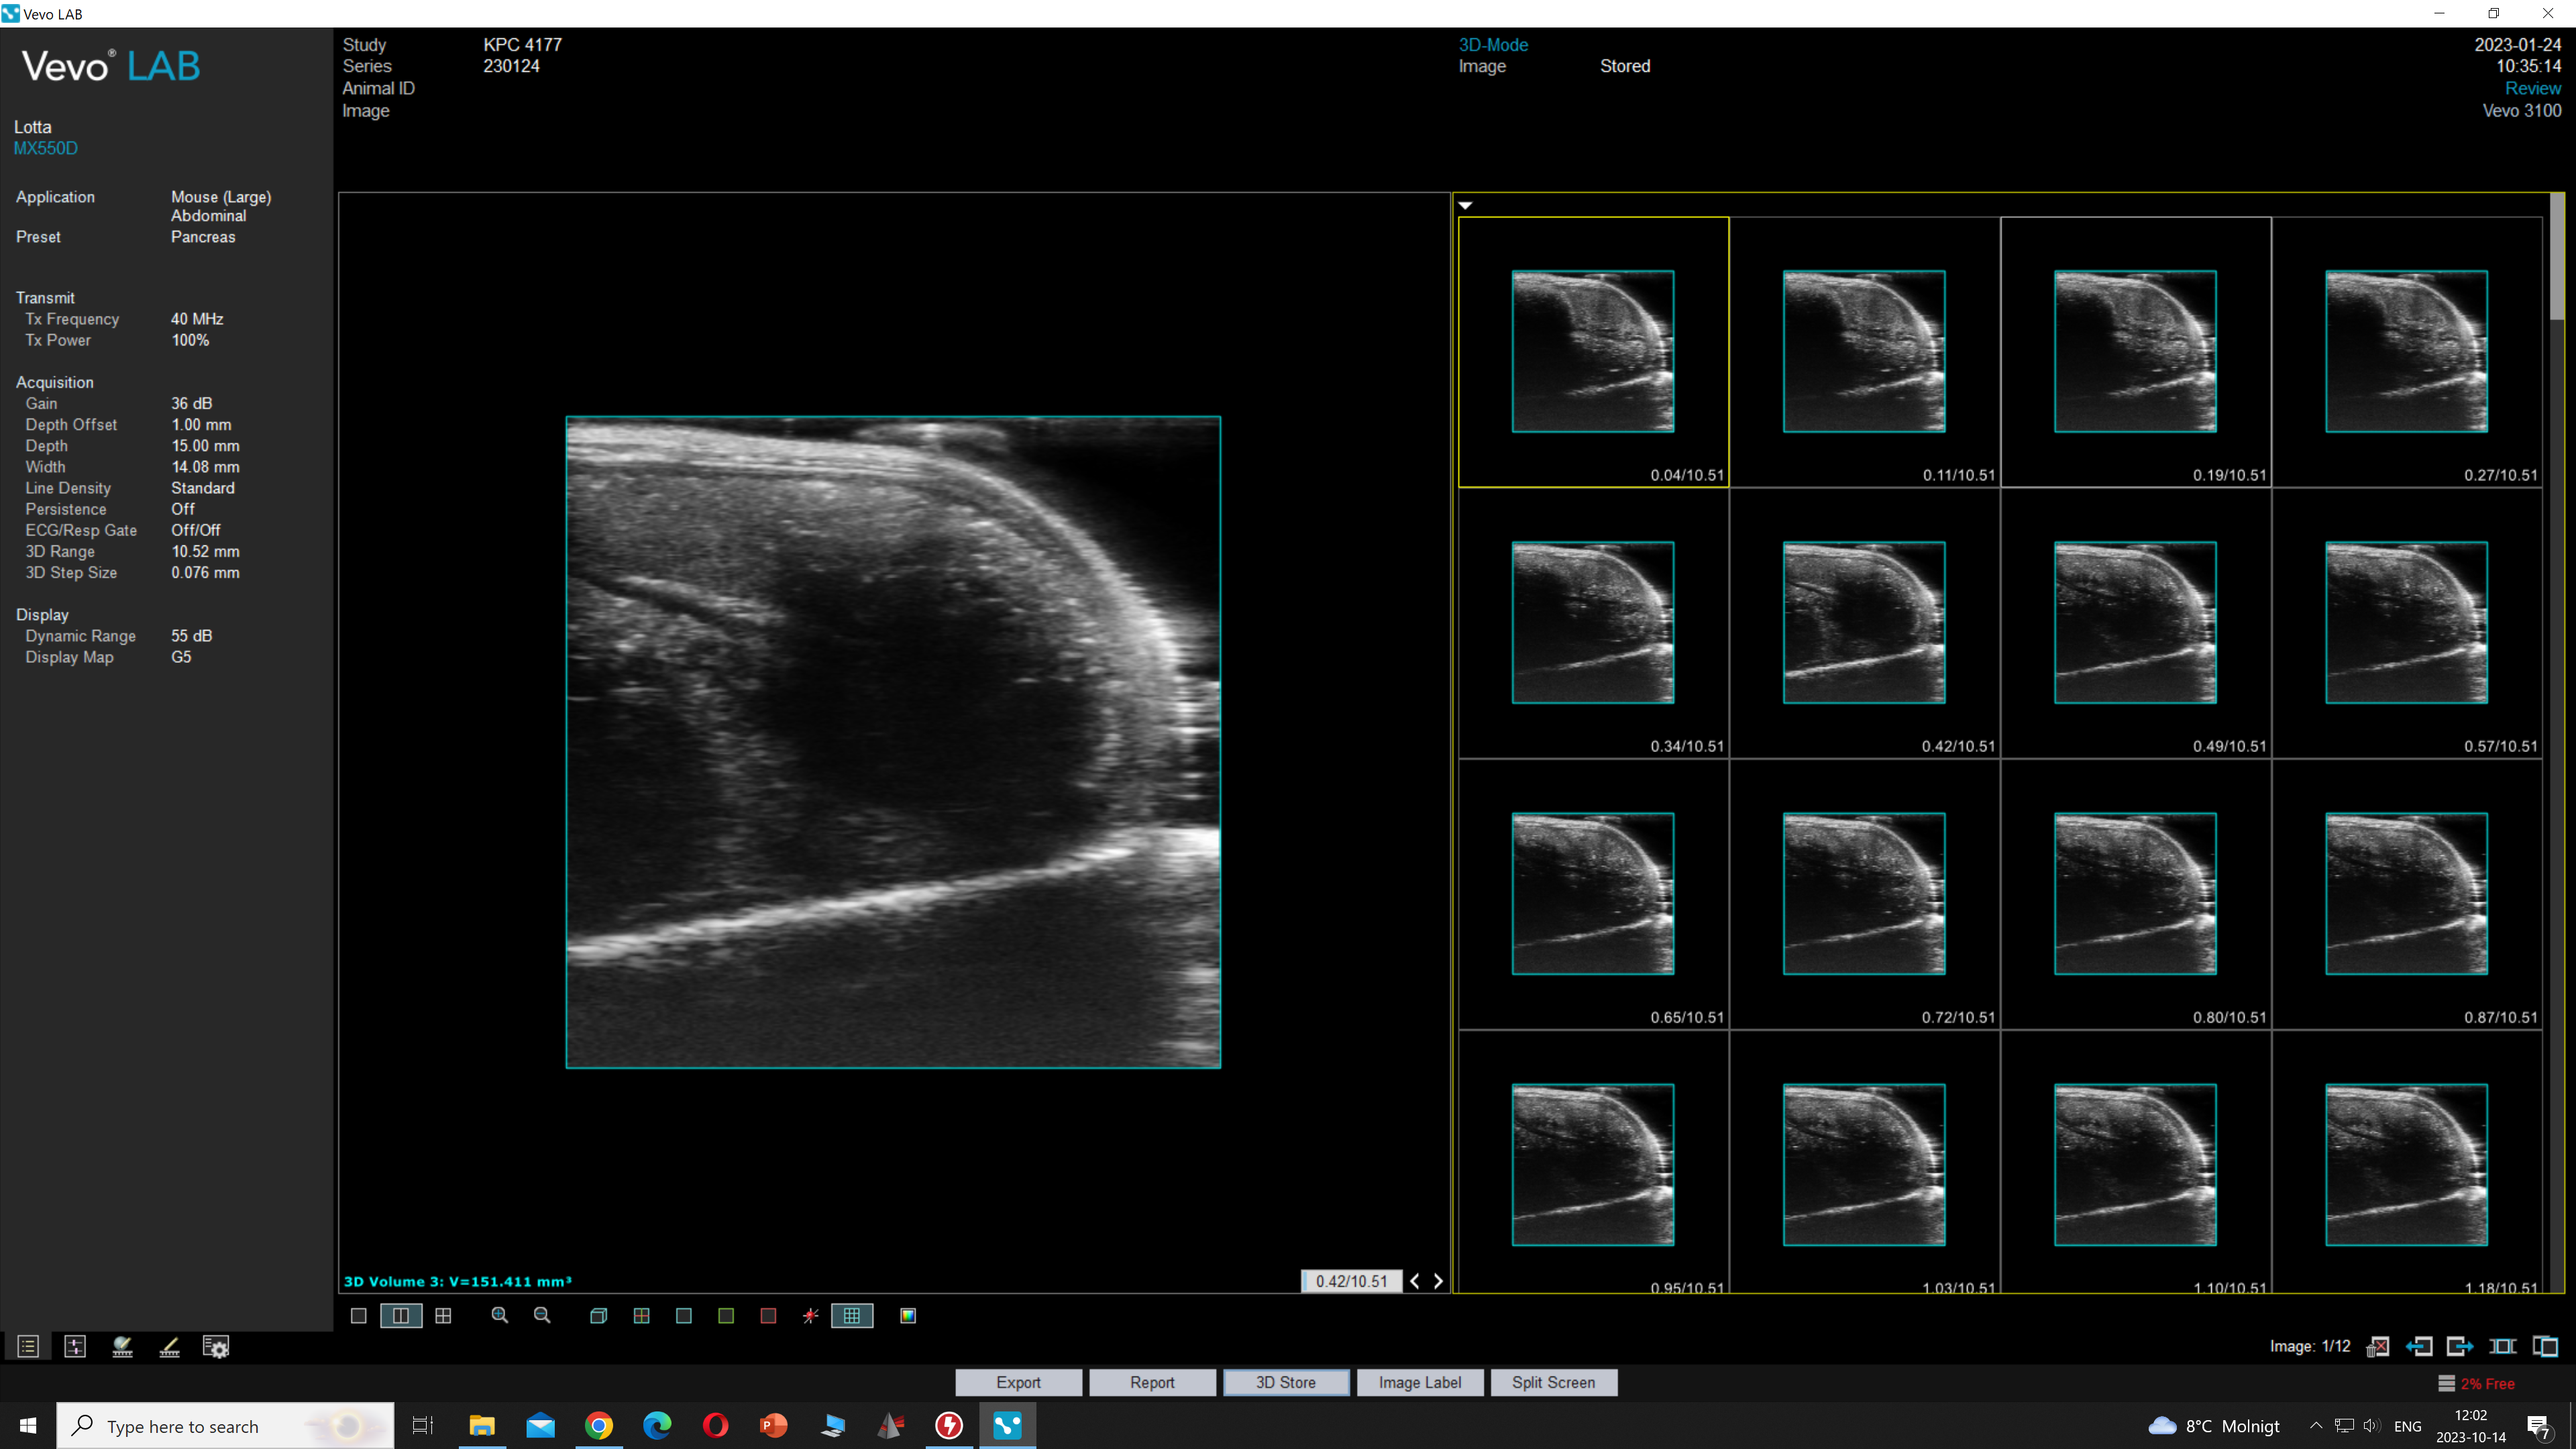 Vevo LAB
Vevo® LAB
Lotta
MX550D
Application Mouse (Large)
Abdominal
Preset Pancreas
Transmit
Tx Frequency 40 MHz
Tx Power 100%
Acquisition
Gain 36 dB
Depth Offset 1.00 mm
Depth 15.00 mm
Width 14.08 mm
Line Density Standard
Persistence Off
ECG/Resp Gate Off/Off
3D Range 10.52 mm
3D Step Size 0.076 mm
Display
Dynamic Range 55 dB
Display Map G5
Study KPC 4177
Series 230124
Animal ID
Image
3D-Mode
Image Stored
2023-01-24
10:35:14
Review
Vevo 3100
0.04/10.51 0.11/10.51 0.19/10.51 0.27/10.51
0.34/10.51 0.42/10.51 0.49/10.51 0.57/10.51
0.65/10.51 0.72/10.51 0.80/10.51 0.87/10.51
0.95/10.51 1.03/10.51 1.10/10.51 1.18/10.51
3D Volume 3: V=151.411 mm³
0.42/10.51
Image: 1/12
Export Report 3D Store Image Label Split Screen
2% Free
Type here to search
8°C Molnigt
ENG
12:02
2023-10-14
7